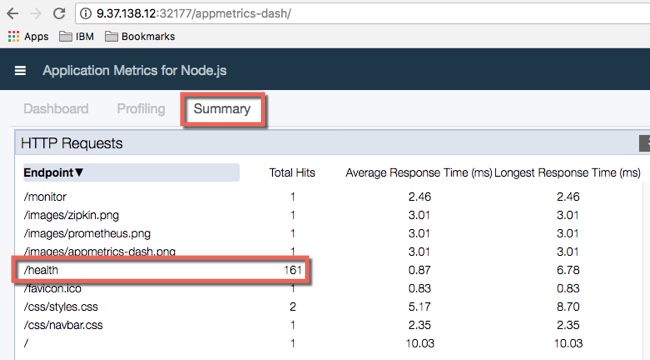 9.37.138.12:32177/appmetrics-dash/
Apps IBM Bookmarks
Application Metrics for Node.js
Dashboard Profiling Summary
HTTP Requests
Endpoint▼ Total Hits Average Response Time (ms) Longest Response Time (ms)
/monitor 1 2.46 2.46
/images/zipkin.png 1 3.01 3.01
/images/prometheus.png 1 3.01 3.01
/images/appmetrics-dash.png 1 3.01 3.01
/health 161 0.87 6.78
/favicon.ico 1 0.83 0.83
/css/styles.css 2 5.17 8.70
/css/navbar.css 1 2.35 2.35
/ 1 10.03 10.03